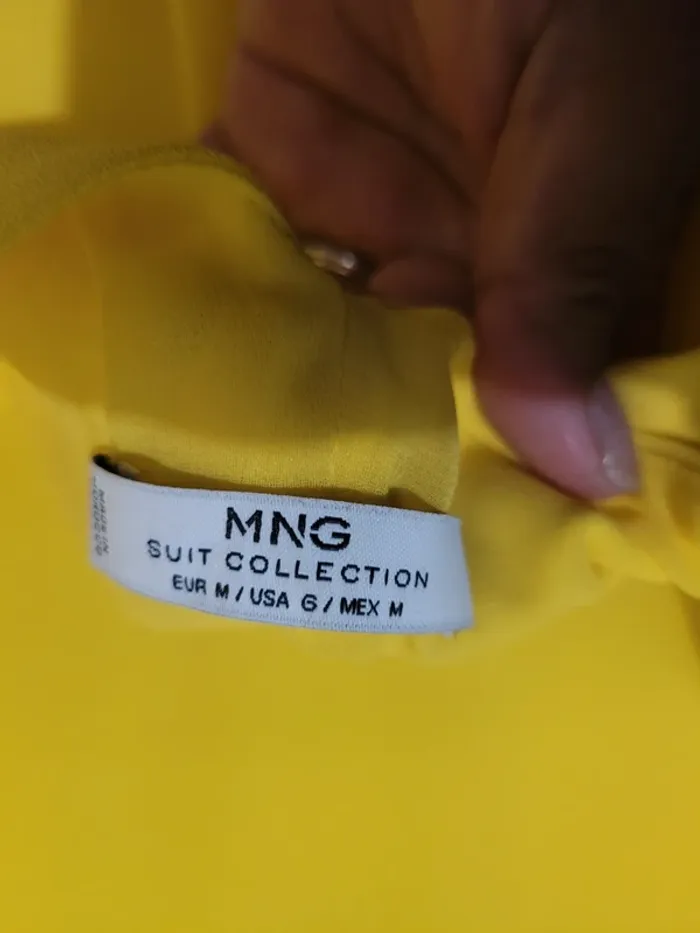 MNG
SUIT COLLECTION
EUR M / USA 6 / MEX M